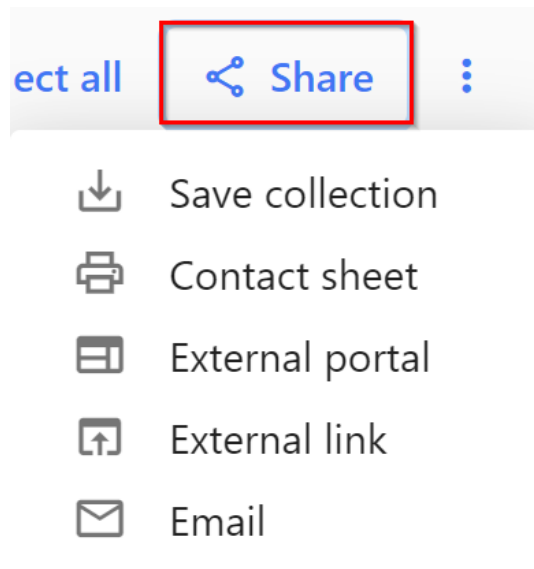 ect all Share
Save collection
Contact sheet
External portal
External link
Email